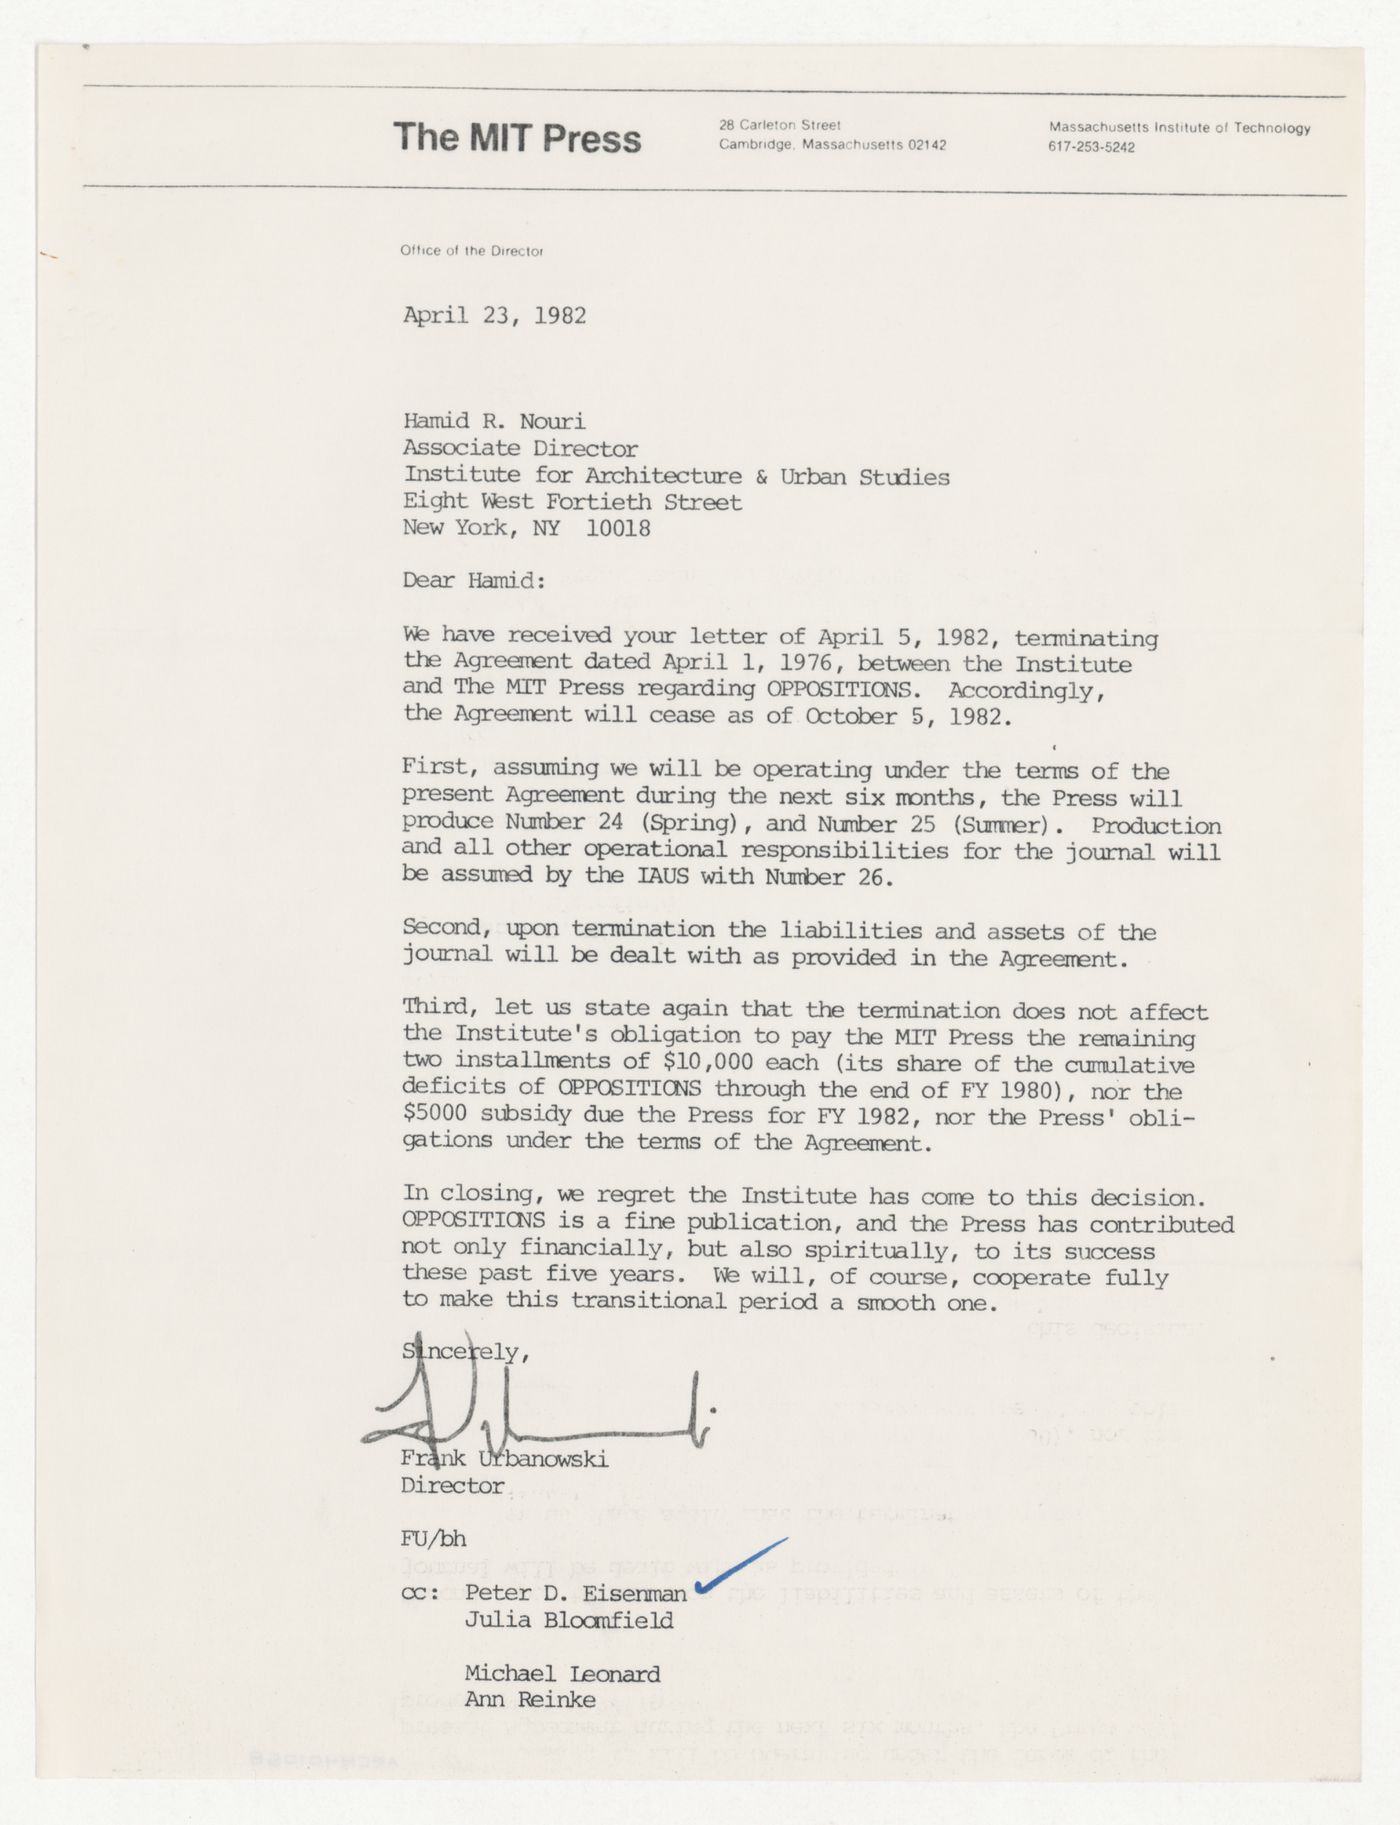 The MIT Press
28 Carleton Street
Cambridge, Massachusetts 02142
Massachusetts Institute of Technology
617-253-5242
Office of the Director
April 23, 1982
Hamid R. Nouri
Associate Director
Institute for Architecture & Urban Studies
Eight West Fortieth Street
New York, NY  10018
Dear Hamid:
We have received your letter of April 5, 1982, terminating
the Agreement dated April 1, 1976, between the Institute
and The MIT Press regarding OPPOSITIONS.  Accordingly,
the Agreement will cease as of October 5, 1982.
First, assuming we will be operating under the terms of the
present Agreement during the next six months, the Press will
produce Number 24 (Spring), and Number 25 (Summer).  Production
and all other operational responsibilities for the journal will
be assumed by the IAUS with Number 26.
Second, upon termination the liabilities and assets of the
journal will be dealt with as provided in the Agreement.
Third, let us state again that the termination does not affect
the Institute's obligation to pay the MIT Press the remaining
two installments of $10,000 each (its share of the cumulative
deficits of OPPOSITIONS through the end of FY 1980), nor the
$5000 subsidy due the Press for FY 1982, nor the Press' obli-
gations under the terms of the Agreement.
In closing, we regret the Institute has come to this decision.
OPPOSITIONS is a fine publication, and the Press has contributed
not only financially, but also spiritually, to its success
these past five years.  We will, of course, cooperate fully
to make this transitional period a smooth one.
Sincerely,
Frank Urbanowski
Director
FU/bh
cc:  Peter D. Eisenman
Julia Bloomfield
Michael Leonard
Ann Reinke